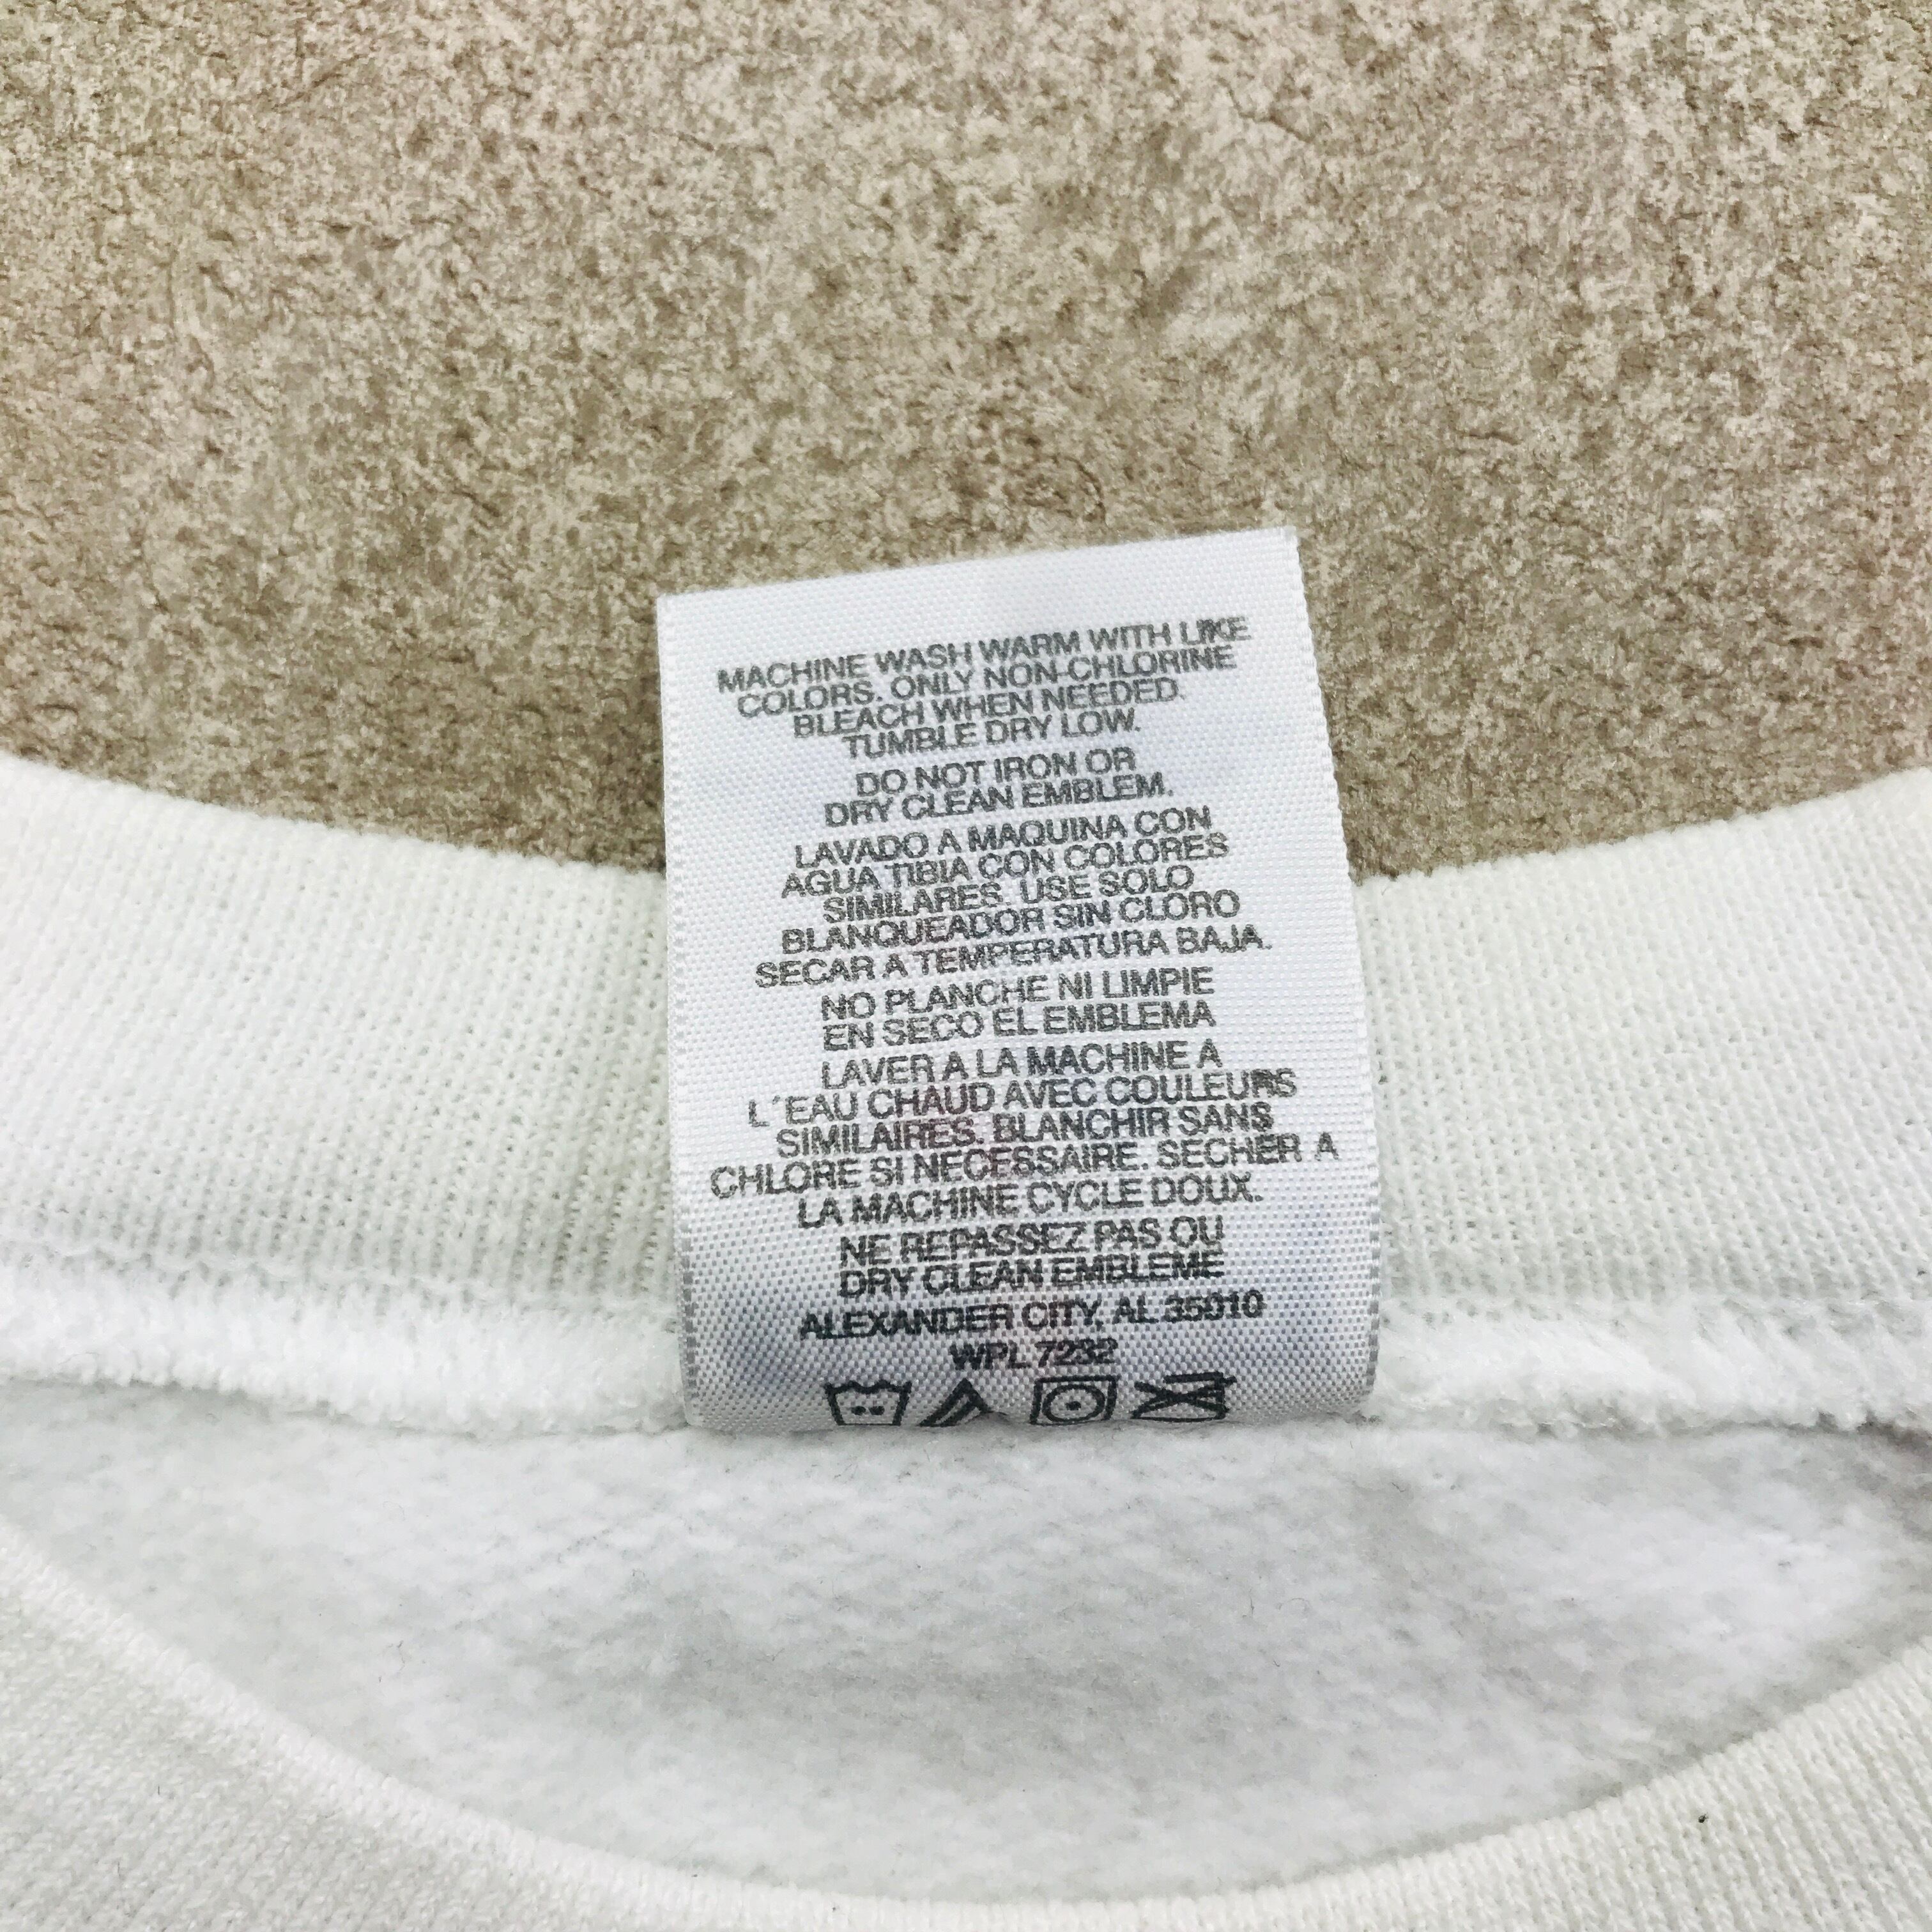 MACHINE WASH WARM WITH LIKE
COLORS. ONLY NON-CHLORINE
BLEACH WHEN NEEDED.
TUMBLE DRY LOW.
DO NOT IRON OR
DRY CLEAN EMBLEM.
LAVADO A MAQUINA CON
AGUA TIBIA CON COLORES
SIMILARES. USE SOLO
BLANQUEADOR SIN CLORO
SECAR A TEMPERATURA BAJA.
NO PLANCHE NI LIMPIE
EN SECO EL EMBLEMA
LAVER A LA MACHINE A
L'EAU CHAUD AVEC COULEURS
SIMILAIRES. BLANCHIR SANS
CHLORE SI NECESSAIRE. SECHER A
LA MACHINE CYCLE DOUX.
NE REPASSEZ PAS OU
DRY CLEAN EMBLEME
ALEXANDER CITY, AL 35010
WPL 7232